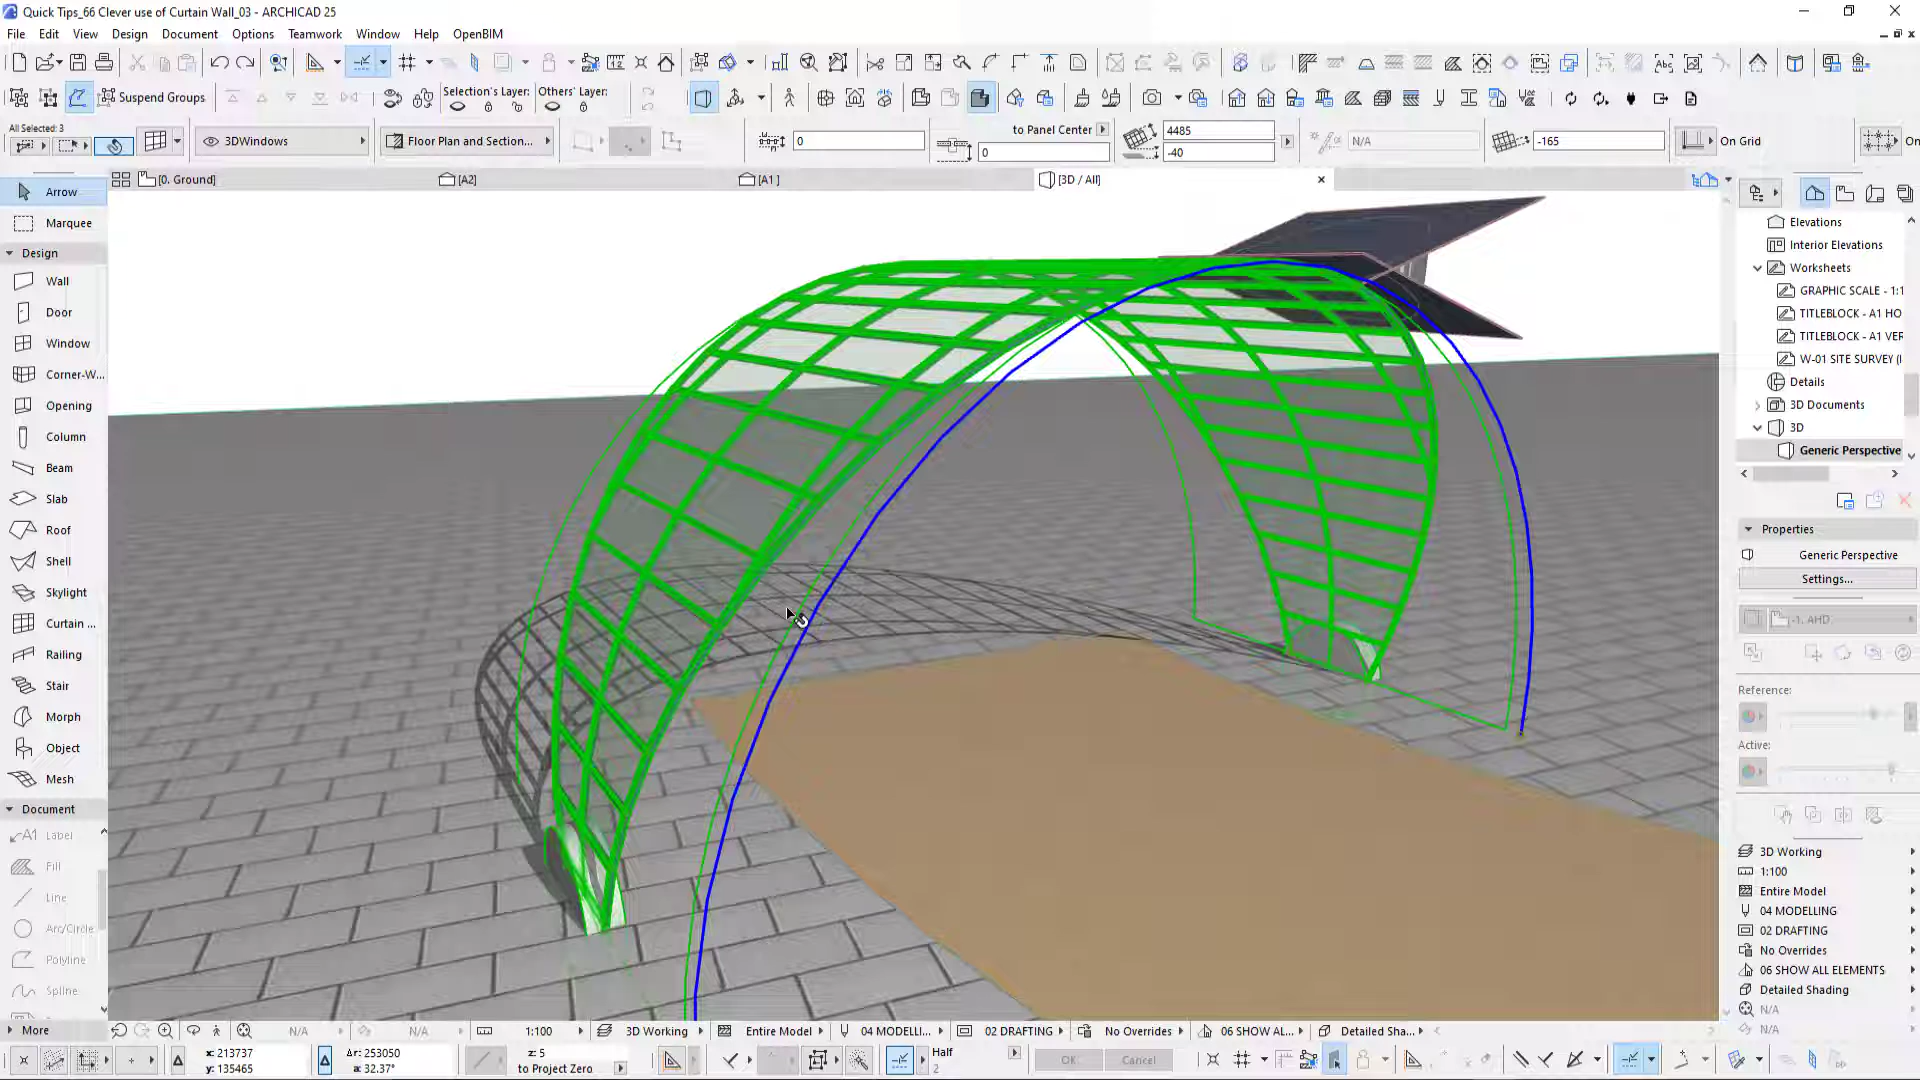 Quick Tips_66 Clever use of Curtain Wall_03 - ARCHICAD 25
File Edit View Design Document Options Teamwork Window Help OpenBIM
Suspend Groups
Selection's Layer:
Others' Layer:
All Selected: 3
3DWindows
Floor Plan and Section...
0
to Panel Center
0
4485
-40
N/A
-165
On Grid
On
[0. Ground]
[A2]
[A1 ]
[3D / All]
Arrow
Marquee
Design
Wall
Door
Window
Corner-W...
Opening
Column
Beam
Slab
Roof
Shell
Skylight
Curtain ...
Railing
Stair
Morph
Object
Mesh
Document
A1 Label
Fill
Line
Arc/Circle
Polyline
Spline
More
Elevations
Interior Elevations
Worksheets
GRAPHIC SCALE - 1:1
TITLEBLOCK - A1 HO
TITLEBLOCK - A1 VER
W-01 SITE SURVEY (I
Details
3D Documents
3D
Generic Perspective
Properties
Generic Perspective
Settings...
-1. AHD
Reference:
Active:
3D Working
1:100
Entire Model
04 MODELLING
02 DRAFTING
No Overrides
06 SHOW ALL ELEMENTS
Detailed Shading
N/A
N/A
N/A N/A 1:100 3D Working Entire Model 04 MODELLI... 02 DRAFTING No Overrides 06 SHOW AL... Detailed Sha...
x: 213737
y: 135465
Δr: 253050
a: 32.37°
z: 5
to Project Zero
Half
2
OK
Cancel